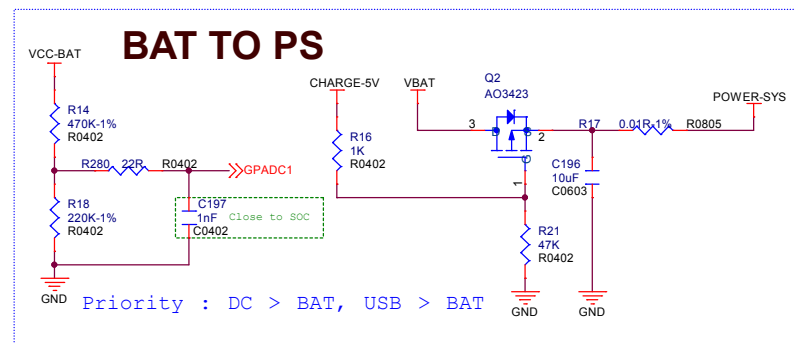 BAT TO PS
VCC-BAT
R14
470K-1%
R0402
R280
22R
R0402
GPADC1
R18
220K-1%
R0402
C197
1nF
C0402
Close to SOC
GND
CHARGE-5V
R16
1K
R0402
VBAT
Q2
AO3423
3
D
S
2
G
1
R21
47K
R0402
GND
R17
0.01R-1%
R0805
POWER-SYS
C196
10uF
C0603
GND
Priority : DC > BAT, USB > BAT